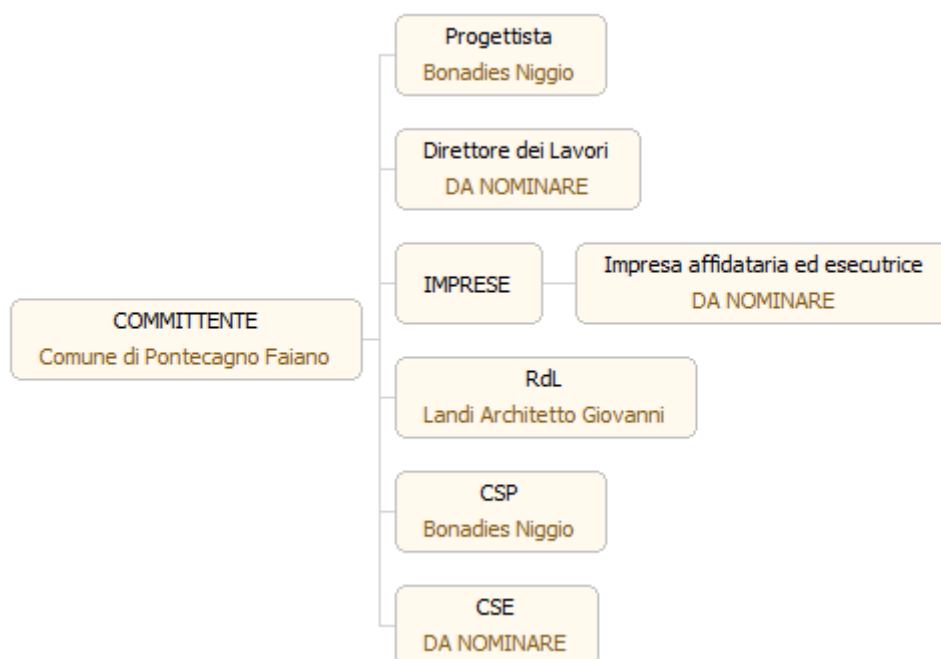 Progettista
Bonadies Niggio
Direttore dei Lavori
DA NOMINARE
IMPRESE
Impresa affidataria ed esecutrice
DA NOMINARE
COMMITTENTE
Comune di Pontecagno Faiano
RdL
Landi Architetto Giovanni
CSP
Bonadies Niggio
CSE
DA NOMINARE